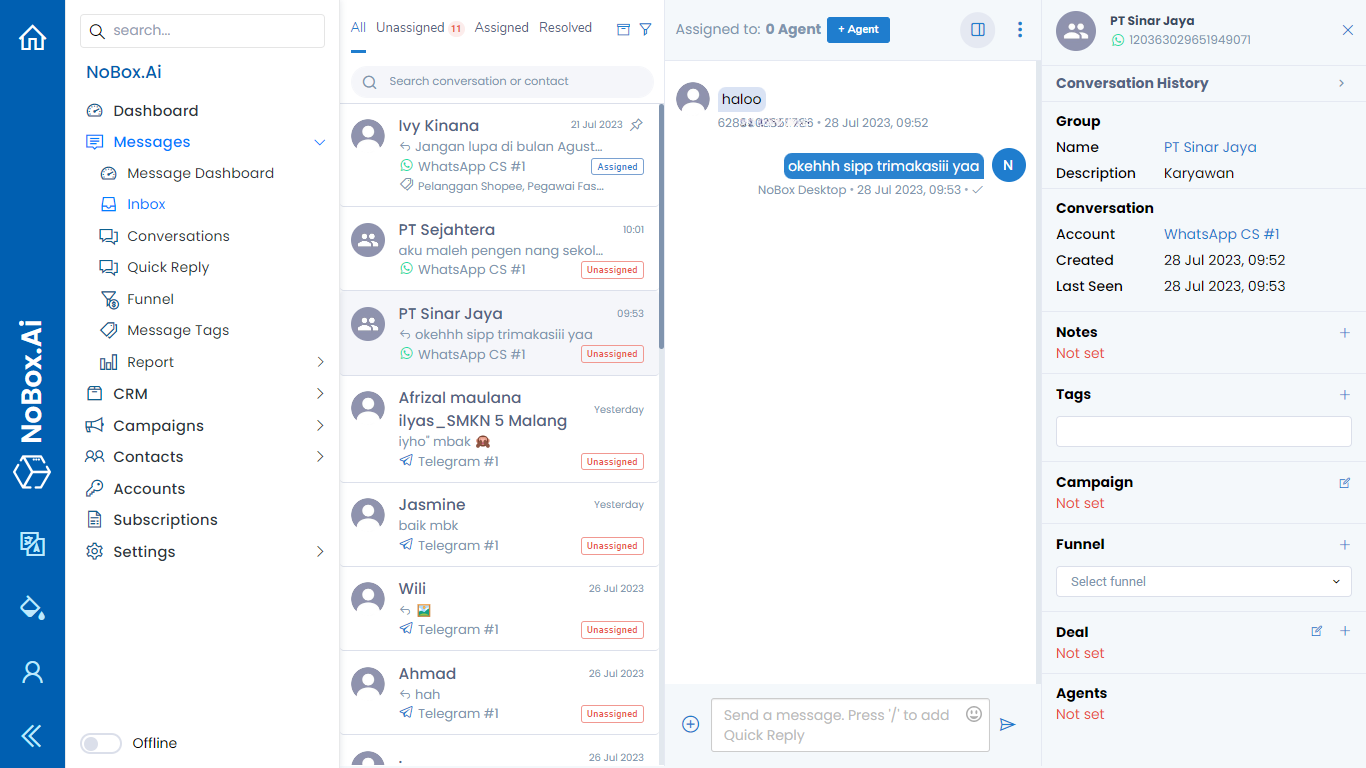 NoBox.Ai
search...
NoBox.Ai
Dashboard
Messages
Message Dashboard
Inbox
Conversations
Quick Reply
Funnel
Message Tags
Report
CRM
Campaigns
Contacts
Accounts
Subscriptions
Settings
Offline
All Unassigned 11 Assigned Resolved
Search conversation or contact
Ivy Kinana 21 Jul 2023
Jangan lupa di bulan Agust...
WhatsApp CS #1 Assigned
Pelanggan Shopee, Pegawai Fas...
PT Sejahtera 10:01
aku maleh pengen nang sekol...
WhatsApp CS #1 Unassigned
PT Sinar Jaya 09:53
okehhh sipp trimakasiii yaa
WhatsApp CS #1 Unassigned
Afrizal maulana
ilyas_SMKN 5 Malang Yesterday
iyho" mbak 🙈
Telegram #1 Unassigned
Jasmine Yesterday
baik mbk
Telegram #1 Unassigned
Wili 26 Jul 2023
Telegram #1 Unassigned
Ahmad 26 Jul 2023
hah
Telegram #1 Unassigned
26 Jul 2023
Assigned to: 0 Agent + Agent
haloo
• 28 Jul 2023, 09:52
okehhh sipp trimakasiii yaa N
NoBox Desktop • 28 Jul 2023, 09:53 •
Send a message. Press '/' to add
Quick Reply
PT Sinar Jaya
120363029651949071
Conversation History
Group
Name PT Sinar Jaya
Description Karyawan
Conversation
Account WhatsApp CS #1
Created 28 Jul 2023, 09:52
Last Seen 28 Jul 2023, 09:53
Notes
Not set
Tags
Campaign
Not set
Funnel
Select funnel
Deal
Not set
Agents
Not set